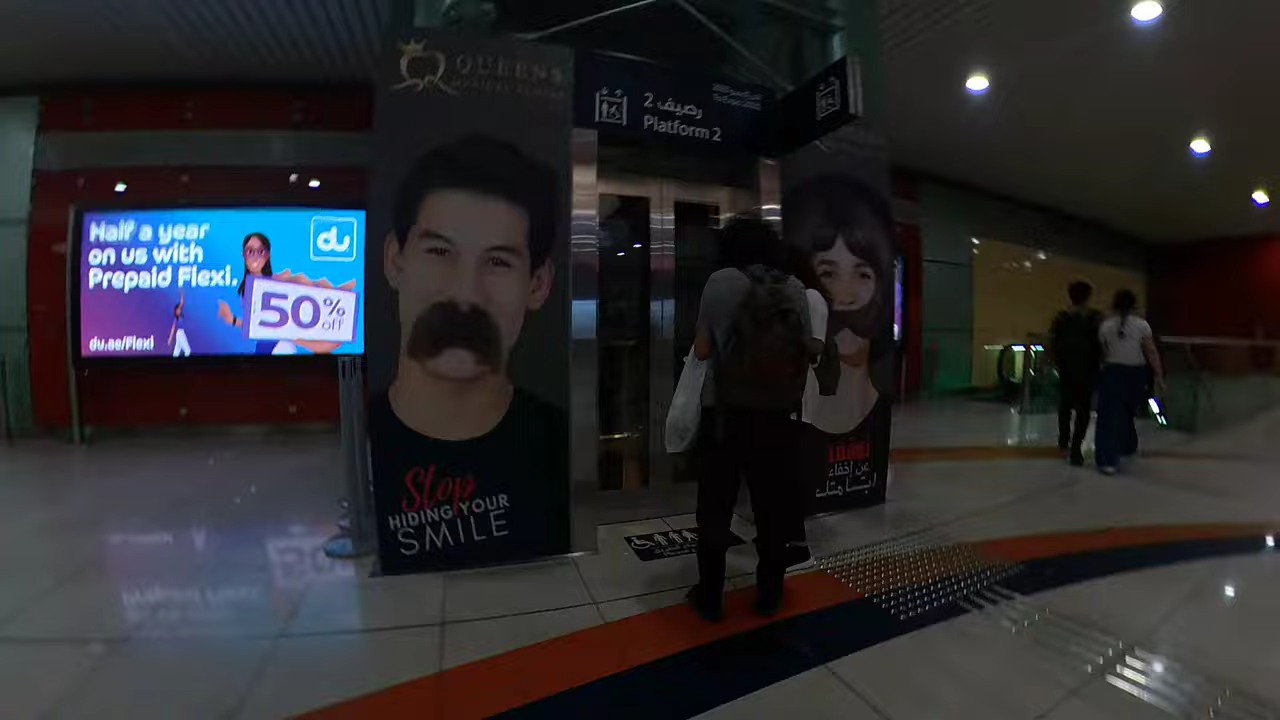 Half a year
on us with
Prepaid Flexi.
du
50% off
du.ae/Flexi
QUEENS
Stop
HIDING YOUR
SMILE
رصيف 2
Platform 2
عن إخفاء
ابتسامتك